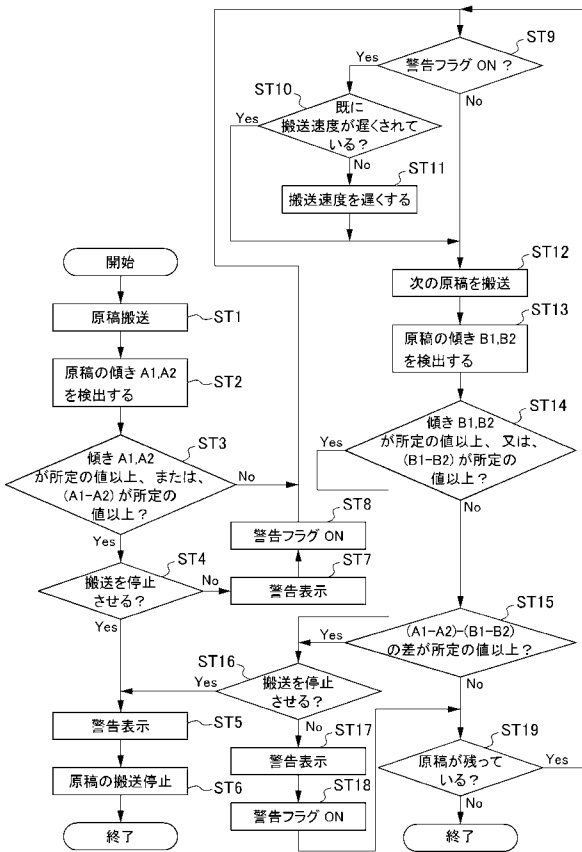 開始
原稿搬送
ST1
原稿の傾き A1,A2
を検出する
ST2
傾き A1,A2
が所定の値以上、または、
(A1-A2) が所定の
値以上?
ST3
No
Yes
搬送を停止
させる?
ST4
No
Yes
警告表示
ST5
原稿の搬送停止
ST6
終了
警告表示
ST7
警告フラグ ON
ST8
警告フラグ ON ?
ST9
Yes
No
既に
搬送速度が遅くされて
いる?
ST10
Yes
No
搬送速度を遅くする
ST11
次の原稿を搬送
ST12
原稿の傾き B1,B2
を検出する
ST13
傾き B1,B2
が所定の値以上、又は、
(B1-B2) が所定の
値以上?
ST14
Yes
No
(A1-A2)-(B1-B2)
の差が所定の値以上?
ST15
Yes
No
搬送を停止
させる?
ST16
Yes
No
警告表示
ST17
警告フラグ ON
ST18
原稿が残って
いる?
ST19
Yes
No
終了